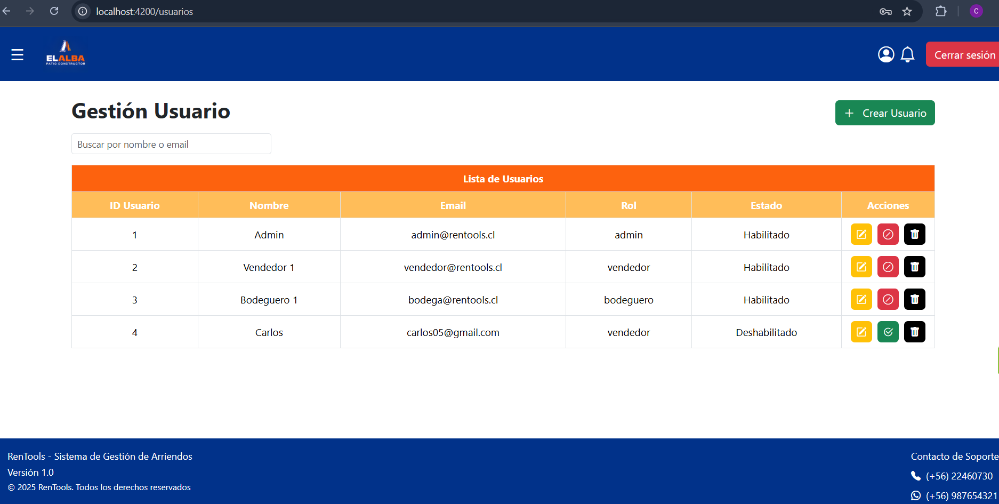 localhost:4200/usuarios
C
ELALBA
PATIO CONSTRUCTOR
Cerrar sesión
Gestión Usuario
+ Crear Usuario
Buscar por nombre o email
Lista de Usuarios
ID Usuario Nombre Email Rol Estado Acciones
1 Admin admin@rentools.cl admin Habilitado
2 Vendedor 1 vendedor@rentools.cl vendedor Habilitado
3 Bodeguero 1 bodega@rentools.cl bodeguero Habilitado
4 Carlos carlos05@gmail.com vendedor Deshabilitado
RenTools - Sistema de Gestión de Arriendos
Versión 1.0
© 2025 RenTools. Todos los derechos reservados
Contacto de Soporte
(+56) 22460730
(+56) 987654321